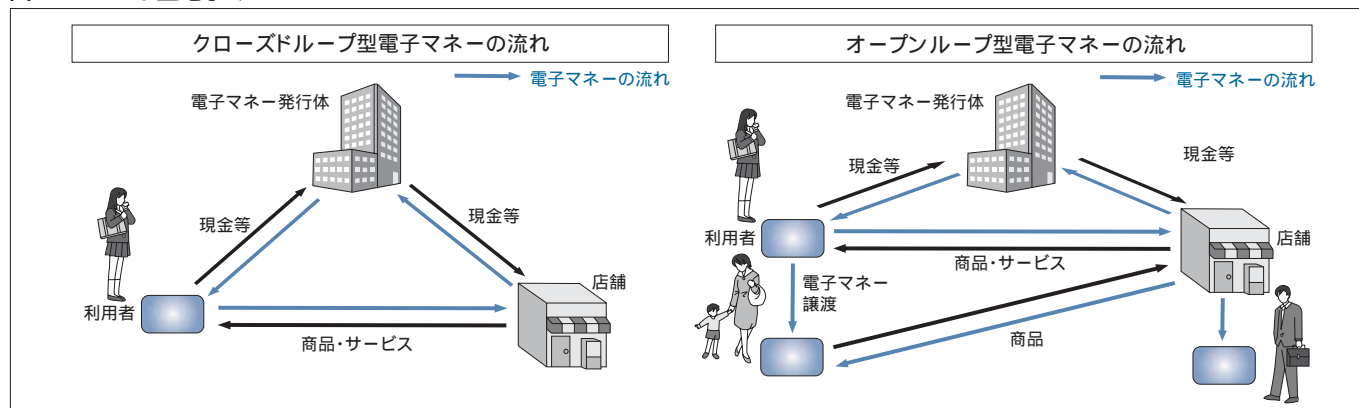 クローズドループ型電子マネーの流れ
電子マネーの流れ
電子マネー発行体
現金等
現金等
利用者
店舗
商品・サービス
オープンループ型電子マネーの流れ
電子マネーの流れ
電子マネー発行体
現金等
現金等
利用者
店舗
商品・サービス
電子マネー
譲渡
商品